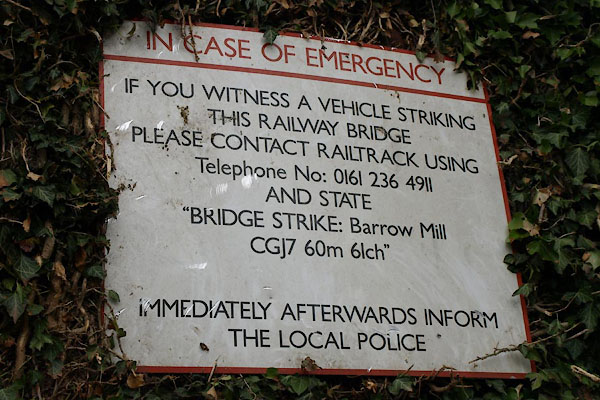 IN CASE OF EMERGENCY
IF YOU WITNESS A VEHICLE STRIKING
THIS RAILWAY BRIDGE
PLEASE CONTACT RAILTRACK USING
Telephone No: 0161 236 4911
AND STATE
“BRIDGE STRIKE: Barrow Mill
CGJ7 60m 61ch”
IMMEDIATELY AFTERWARDS INFORM
THE LOCAL POLICE